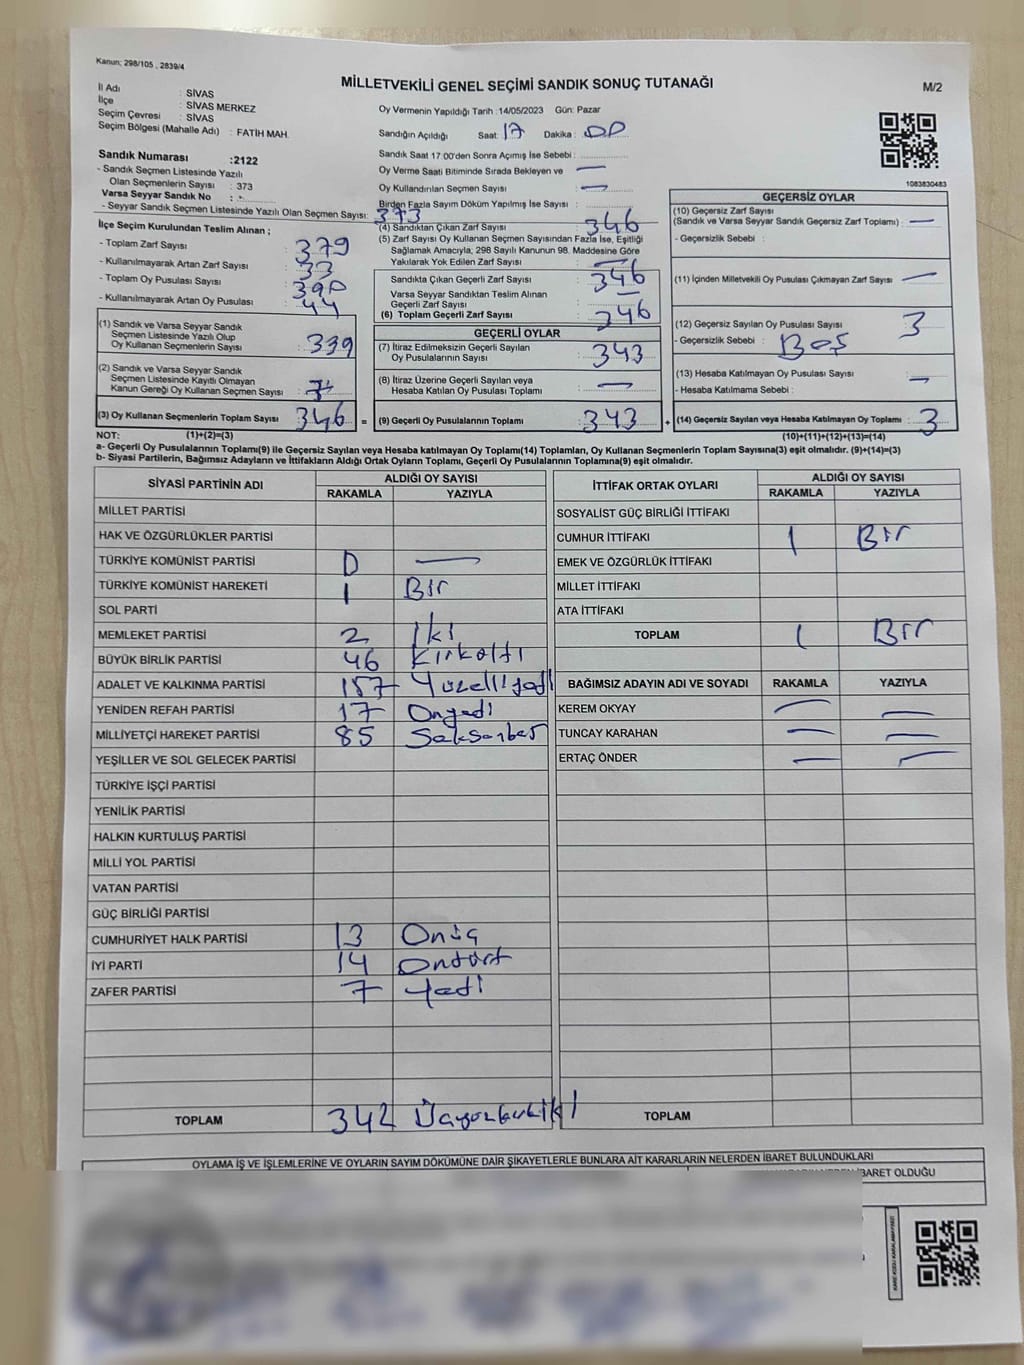 Kanun; 298/105 , 2839/4
MİLLETVEKİLİ GENEL SEÇİMİ SANDIK SONUÇ TUTANAĞI
M/2
İl Adı : SİVAS
İlçe : SİVAS MERKEZ
Seçim Çevresi : SİVAS
Seçim Bölgesi (Mahalle Adı) : FATİH MAH.
Oy Vermenin Yapıldığı Tarih :14/05/2023 Gün: Pazar
Sandığın Açıldığı Saat: 17 Dakika : 00
Sandık Saat 17.00'den Sonra Açımış İse Sebebi :
Oy Verme Saati Bitiminde Sırada Bekleyen ve —
Oy Kullandırılan Seçmen Sayısı : —
Birden Fazla Sayım Döküm Yapılmış İse Sayısı :
Sandık Numarası :2122
- Sandık Seçmen Listesinde Yazılı
Olan Seçmenlerin Sayısı : 373
Varsa Seyyar Sandık No : -
- Seyyar Sandık Seçmen Listesinde Yazılı Olan Seçmen Sayısı: 373
1083830483
İlçe Seçim Kurulundan Teslim Alınan ;
- Toplam Zarf Sayısı : 379
- Kullanılmayarak Artan Zarf Sayısı : 33
- Toplam Oy Pusulası Sayısı : 390
- Kullanılmayarak Artan Oy Pusulası : 44
(1) Sandık ve Varsa Seyyar Sandık
Seçmen Listesinde Yazılı Olup
Oy Kullanan Seçmenlerin Sayısı : 339
(2) Sandık ve Varsa Seyyar Sandık
Seçmen Listesinde Kayıtlı Olmayan
Kanun Gereği Oy Kullanan Seçmen Sayısı : 7
(3) Oy Kullanan Seçmenlerin Toplam Sayısı : 346 =
(4) Sandıktan Çıkan Zarf Sayısı : 346
(5) Zarf Sayısı Oy Kullanan Seçmen Sayısından Fazla İse, Eşitliği
Sağlamak Amacıyla; 298 Sayılı Kanunun 98. Maddesine Göre
Yakılarak Yok Edilen Zarf Sayısı : —
Sandıkta Çıkan Geçerli Zarf Sayısı : 346
Varsa Seyyar Sandıktan Teslim Alınan
Geçerli Zarf Sayısı : —
(6) Toplam Geçerli Zarf Sayısı : 346
GEÇERLİ OYLAR
(7) İtiraz Edilmeksizin Geçerli Sayılan
Oy Pusulalarının Sayısı : 343
(8) İtiraz Üzerine Geçerli Sayılan veya
Hesaba Katılan Oy Pusulası Toplamı : —
(9) Geçerli Oy Pusulalarının Toplamı : 343 +
GEÇERSİZ OYLAR
(10) Geçersiz Zarf Sayısı
(Sandık ve Varsa Seyyar Sandık Geçersiz Zarf Toplamı) : —
- Geçersizlik Sebebi :
(11) İçinden Milletvekili Oy Pusulası Çıkmayan Zarf Sayısı : —
(12) Geçersiz Sayılan Oy Pusulası Sayısı : 3
- Geçersizlik Sebebi : Boş
(13) Hesaba Katılmayan Oy Pusulası Sayısı : —
- Hesaba Katılmama Sebebi :
(14) Geçersiz Sayılan veya Hesaba Katılmayan Oy Toplamı : 3
NOT: (1)+(2)=(3) (10)+(11)+(12)+(13)=(14)
a- Geçerli Oy Pusulalarının Toplamı(9) ile Geçersiz Sayılan veya Hesaba katılmayan Oy Toplamı(14) Toplamları, Oy Kullanan Seçmenlerin Toplam Sayısına(3) eşit olmalıdır. (9)+(14)=(3)
b- Siyasi Partilerin, Bağımsız Adayların ve İttifakların Aldığı Ortak Oyların Toplamı, Geçerli Oy Pusulalarının Toplamına(9) eşit olmalıdır.
SİYASİ PARTİNİN ADI ALDIĞI OY SAYISI
RAKAMLA YAZIYLA
MİLLET PARTİSİ
HAK VE ÖZGÜRLÜKLER PARTİSİ
TÜRKİYE KOMÜNİST PARTİSİ 0 —
TÜRKİYE KOMÜNİST HAREKETİ 1 Bir
SOL PARTİ
MEMLEKET PARTİSİ 2 iki
BÜYÜK BİRLİK PARTİSİ 46 Kırkaltı
ADALET VE KALKINMA PARTİSİ 157 Yüzelliyedi
YENİDEN REFAH PARTİSİ 17 Onyedi
MİLLİYETÇİ HAREKET PARTİSİ 85 Seksenbeş
YEŞİLLER VE SOL GELECEK PARTİSİ
TÜRKİYE İŞÇİ PARTİSİ
YENİLİK PARTİSİ
HALKIN KURTULUŞ PARTİSİ
MİLLİ YOL PARTİSİ
VATAN PARTİSİ
GÜÇ BİRLİĞİ PARTİSİ
CUMHURİYET HALK PARTİSİ 13 Onüç
İYİ PARTİ 14 Ondört
ZAFER PARTİSİ 7 Yedi
TOPLAM 342 Üçyüzkırkiki
İTTİFAK ORTAK OYLARI ALDIĞI OY SAYISI
RAKAMLA YAZIYLA
SOSYALİST GÜÇ BİRLİĞİ İTTİFAKI
CUMHUR İTTİFAKI 1 Bir
EMEK VE ÖZGÜRLÜK İTTİFAKI
MİLLET İTTİFAKI
ATA İTTİFAKI
TOPLAM 1 Bir
BAĞIMSIZ ADAYIN ADI VE SOYADI RAKAMLA YAZIYLA
KEREM OKYAY — —
TUNCAY KARAHAN — —
ERTAÇ ÖNDER — —
TOPLAM
OYLAMA İŞ VE İŞLEMLERİNE VE OYLARIN SAYIM DÖKÜMÜNE DAİR ŞİKAYETLERLE BUNLARA AİT KARARLARIN NELERDEN İBARET BULUNDUKLARI
İBARET OLDUĞU
KARE KODU KARALAMAYINIZ!